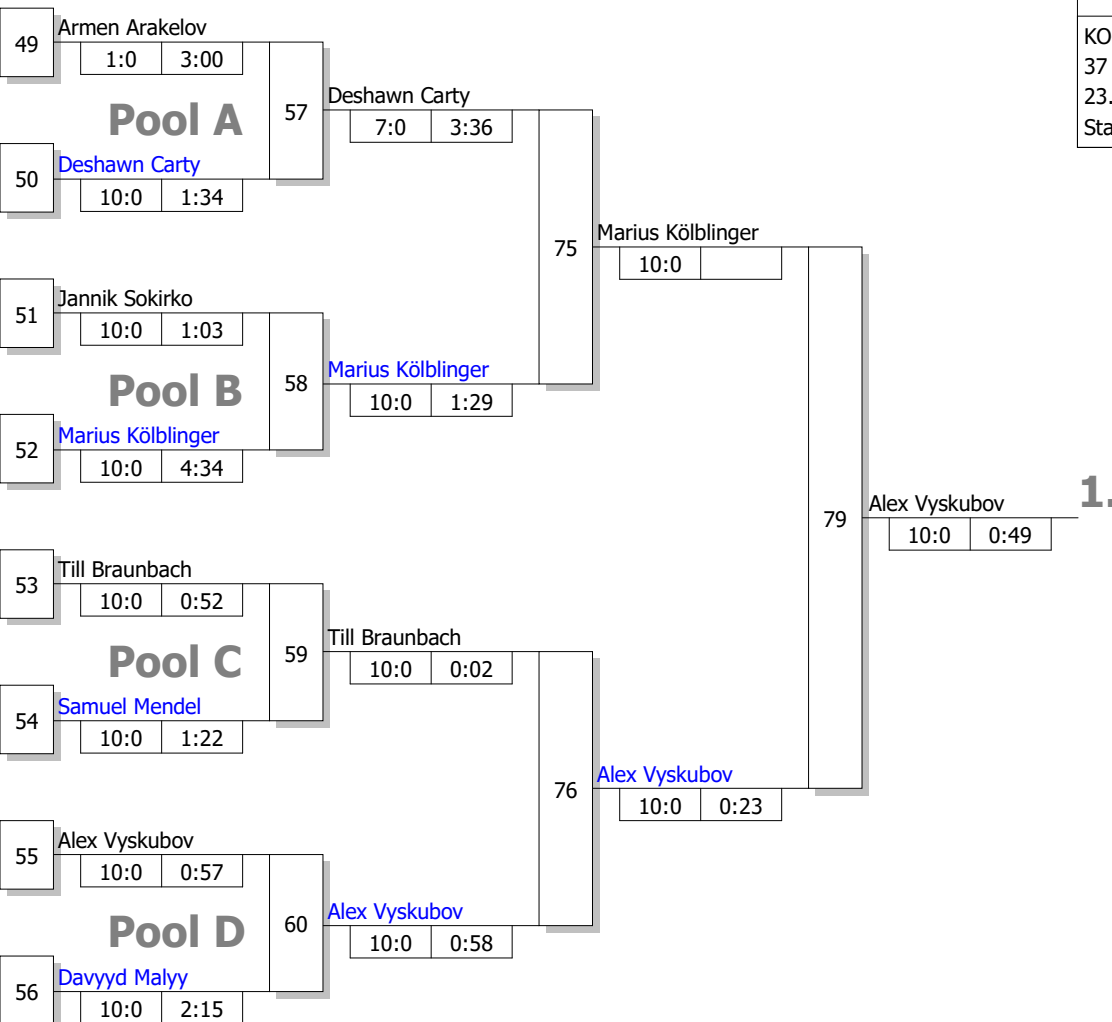 49
Armen Arakelov
1:0 3:00
Pool A
57
Deshawn Carty
7:0 3:36
50
Deshawn Carty
10:0 1:34
75
Marius Kölblinger
10:0
51
Jannik Sokirko
10:0 1:03
Pool B
58
Marius Kölblinger
10:0 1:29
52
Marius Kölblinger
10:0 4:34
79
Alex Vyskubov
10:0 0:49
1.
53
Till Braunbach
10:0 0:52
Pool C
59
Till Braunbach
10:0 0:02
54
Samuel Mendel
10:0 1:22
76
Alex Vyskubov
10:0 0:23
55
Alex Vyskubov
10:0 0:57
Pool D
60
Alex Vyskubov
10:0 0:58
56
Davyyd Malyy
10:0 2:15
KO
37
23.
Sta